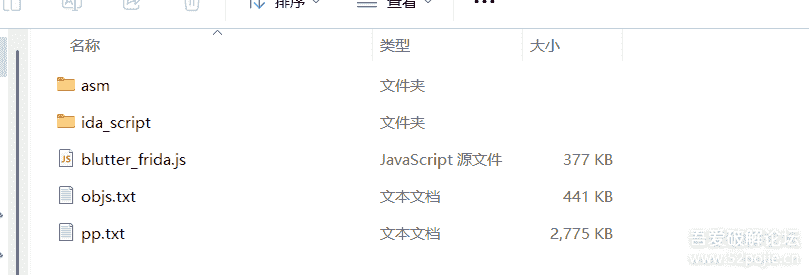 排序 查看 ...
名称 类型 大小
asm 文件夹
ida_script 文件夹
blutter_frida.js JavaScript 源文件 377 KB
objs.txt 文本文档 441 KB
pp.txt 文本文档 2,775 KB
吾爱破解论坛
www.52pojie.cn